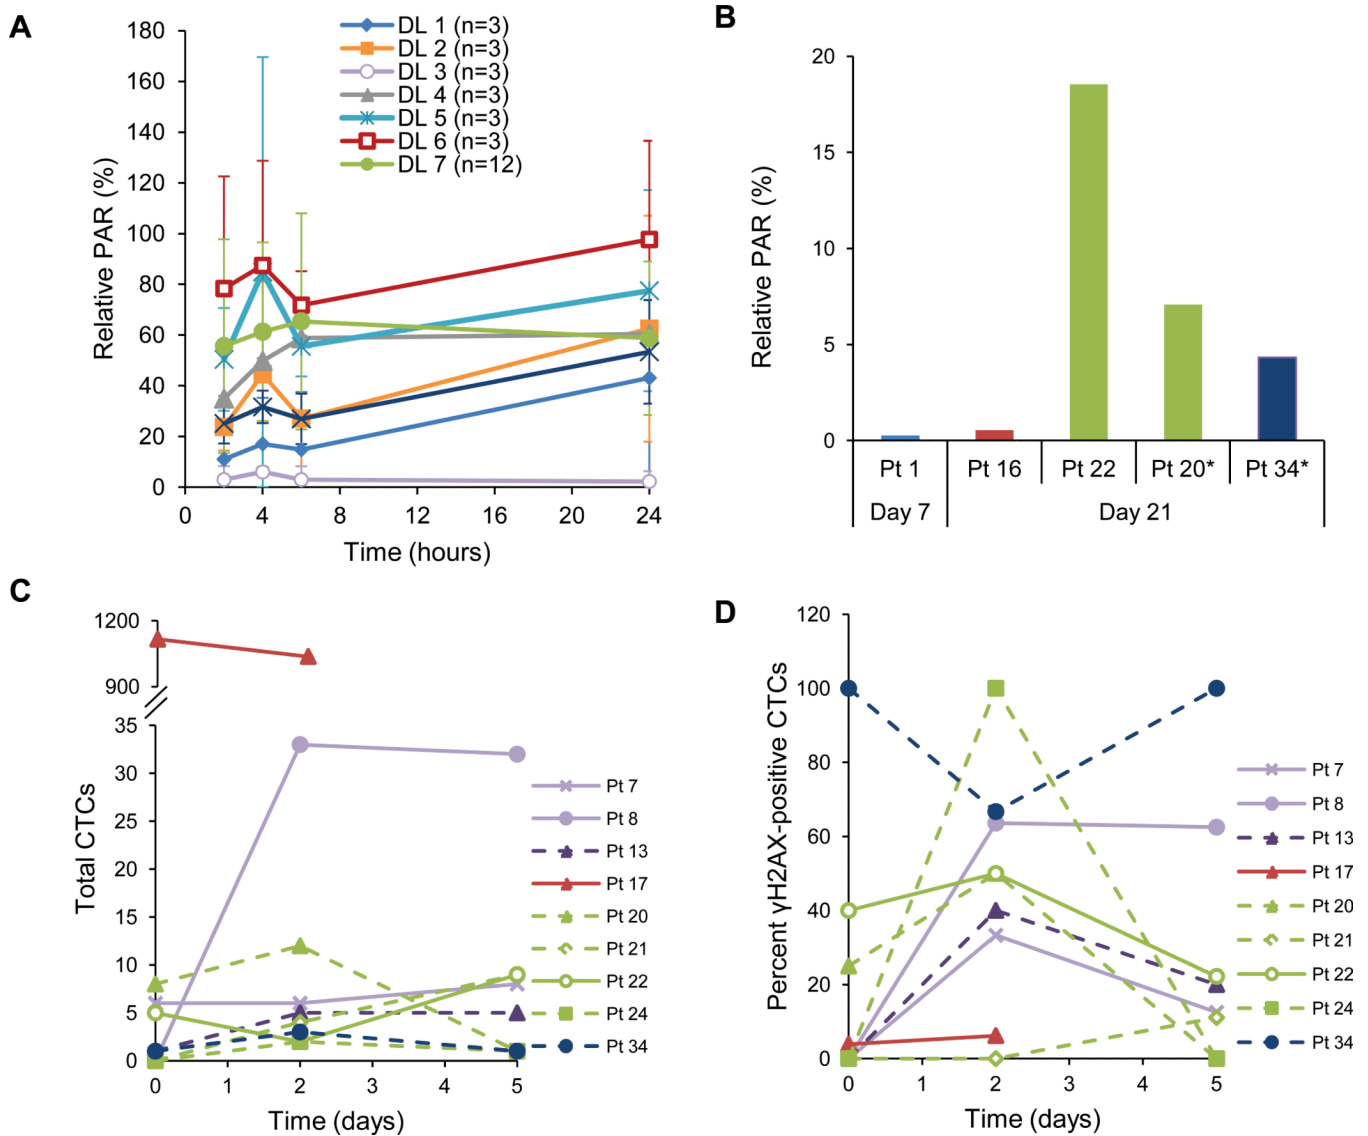 A
180
160
140
120
100
80
60
40
20
0
Relative PAR (%)
0 4 8 12 16 20 24
Time (hours)
DL 1 (n=3)
DL 2 (n=3)
DL 3 (n=3)
DL 4 (n=3)
DL 5 (n=3)
DL 6 (n=3)
DL 7 (n=12)
B
20
15
10
5
0
Relative PAR (%)
Pt 1 Pt 16 Pt 22 Pt 20* Pt 34*
Day 7 Day 21
C
1200
900
35
30
25
20
15
10
5
0
Total CTCs
0 1 2 3 4 5
Time (days)
Pt 7
Pt 8
Pt 13
Pt 17
Pt 20
Pt 21
Pt 22
Pt 24
Pt 34
D
120
100
80
60
40
20
0
Percent γH2AX-positive CTCs
0 1 2 3 4 5
Time (days)
Pt 7
Pt 8
Pt 13
Pt 17
Pt 20
Pt 21
Pt 22
Pt 24
Pt 34